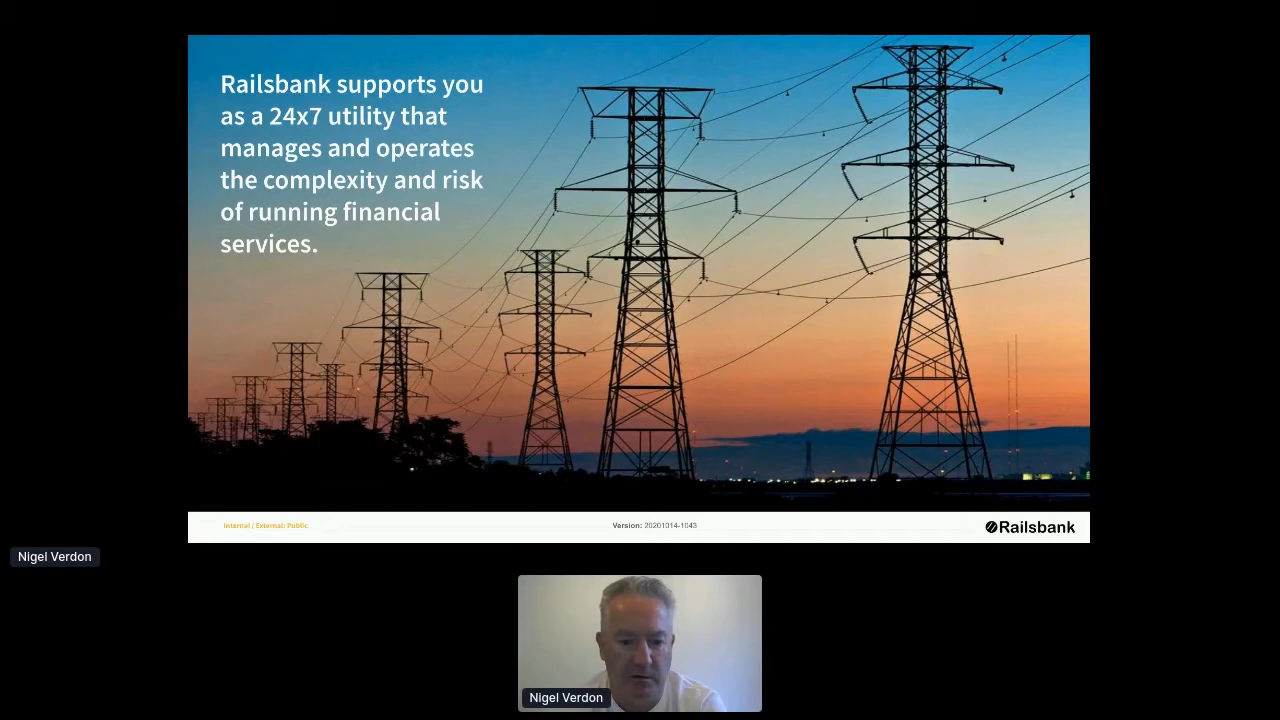 Railsbank supports you
as a 24x7 utility that
manages and operates
the complexity and risk
of running financial
services.
Internal / External: Public
Version: 20201014-1043
Railsbank
Nigel Verdon
Nigel Verdon